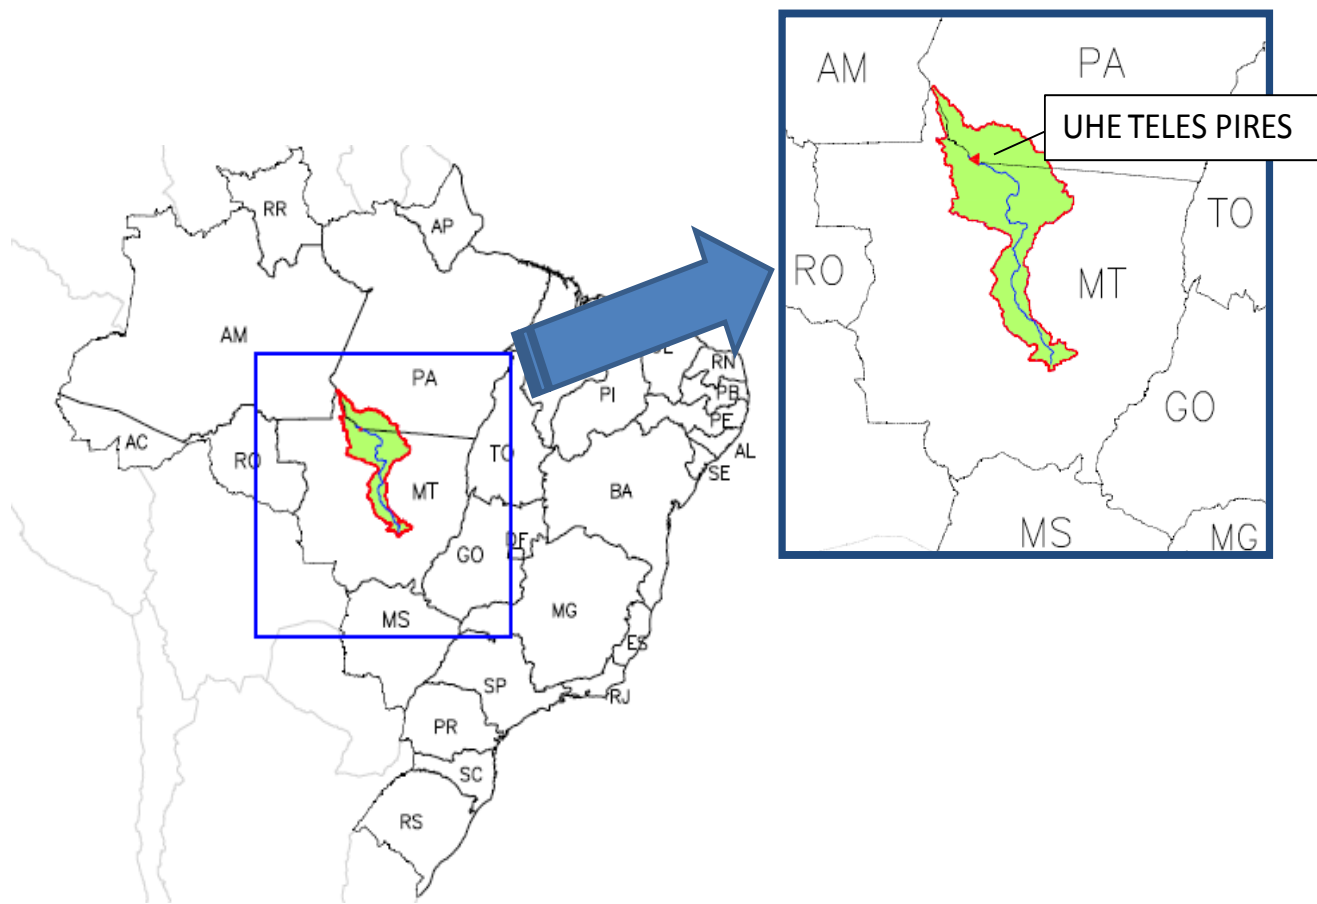 RR
AP
AM
PA
RN
PB
PI
PE
AC
RO
TO
AL
SE
MT
BA
DF
GO
MG
MS
ES
SP
RJ
PR
SC
RS
AM
PA
UHE TELES PIRES
TO
RO
MT
GO
MS
MG